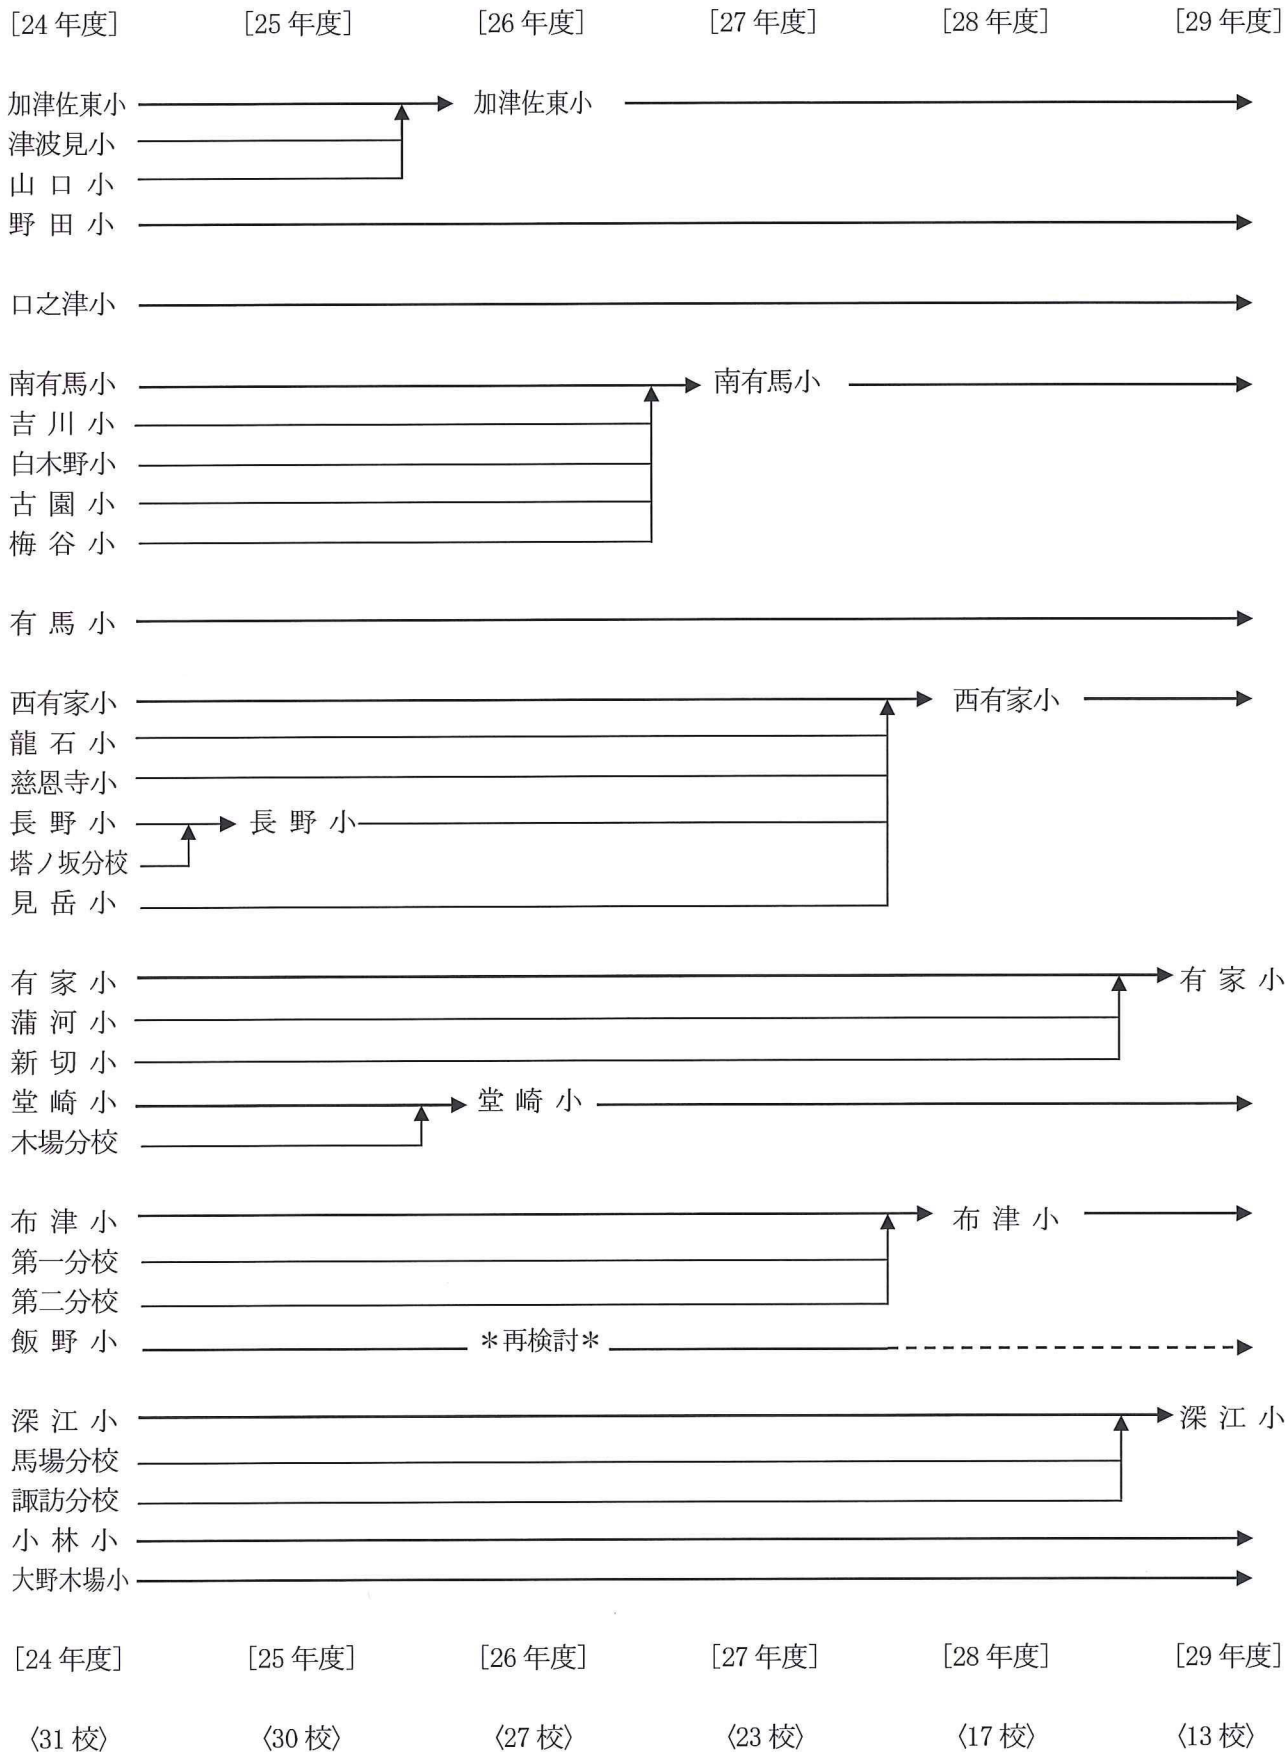 [24年度] [25年度] [26年度] [27年度] [28年度] [29年度]
加津佐東小 加津佐東小
津波見小
山口小
野田小
口之津小
南有馬小 南有馬小
吉川小
白木野小
古園小
梅谷小
有馬小
西有家小 西有家小
龍石小
慈恩寺小
長野小 長野小
塔ノ坂分校
見岳小
有家小 有家小
蒲河小
新切小
堂崎小 堂崎小
木場分校
布津小 布津小
第一分校
第二分校
飯野小 *再検討*
深江小 深江小
馬場分校
諏訪分校
小林小
大野木場小
[24年度] [25年度] [26年度] [27年度] [28年度] [29年度]
〈31校〉 〈30校〉 〈27校〉 〈23校〉 〈17校〉 〈13校〉